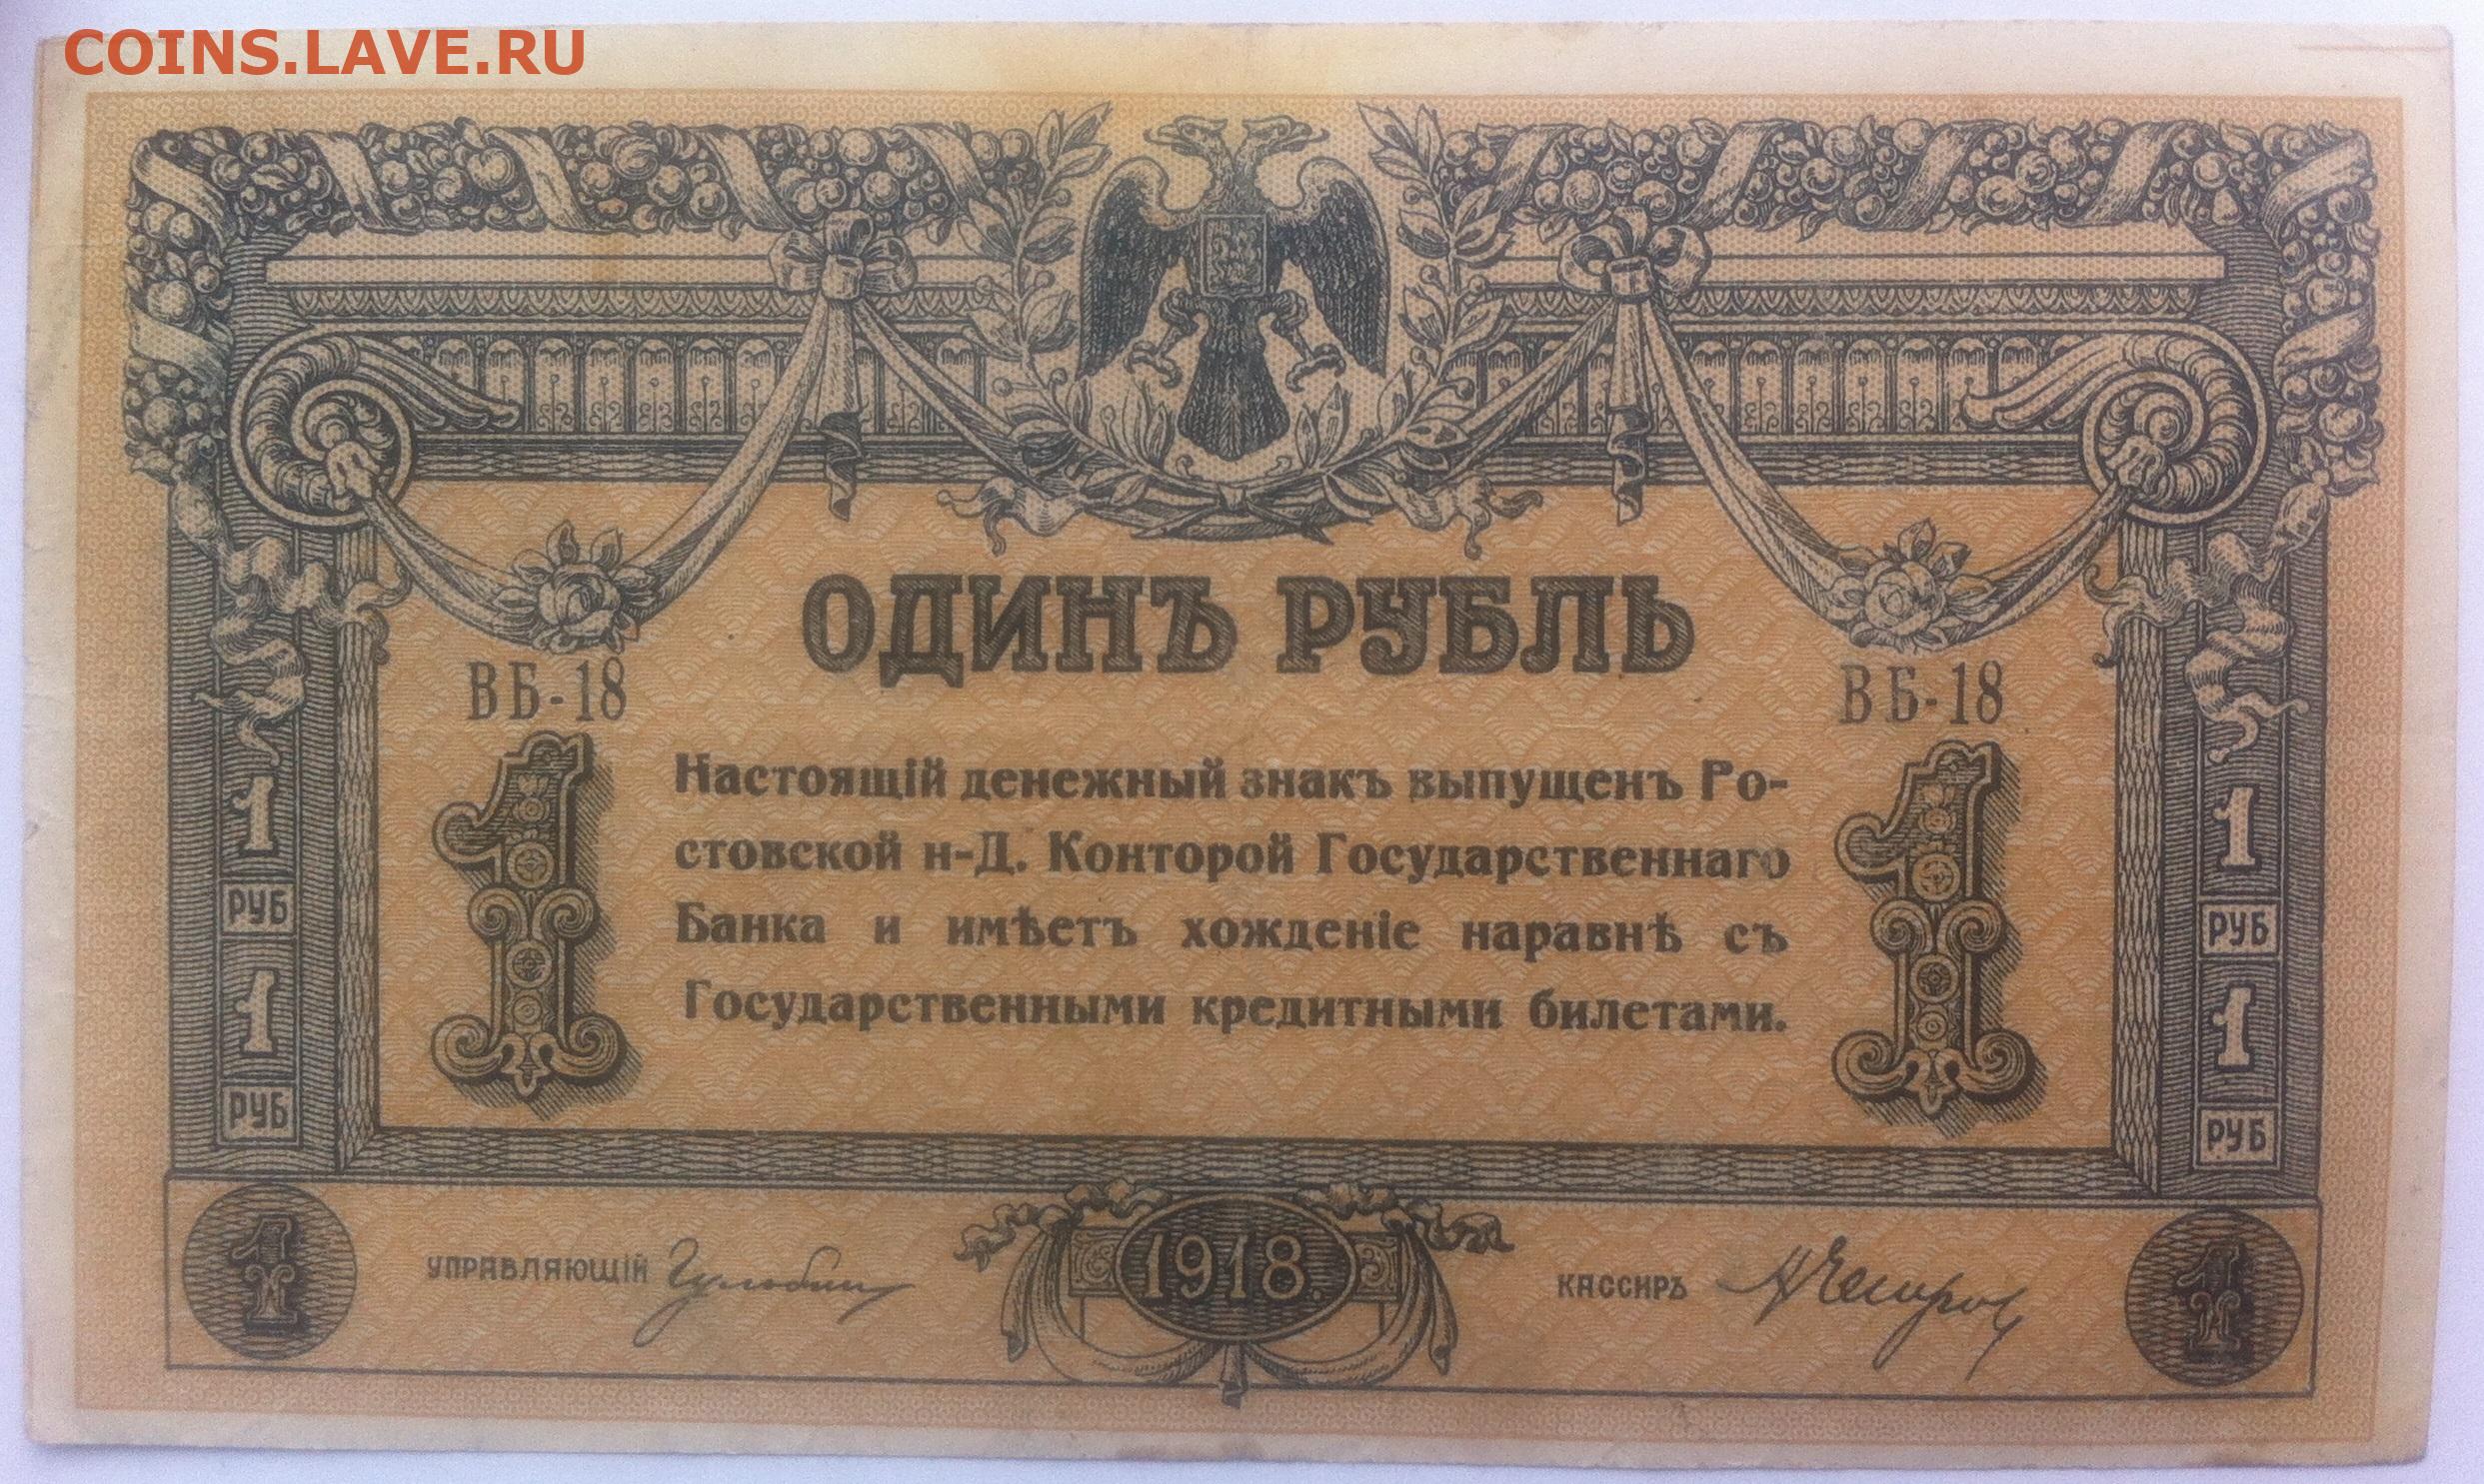 COINS.LAVE.RU
ОДИНЪ РУБЛЬ
ВБ-18 ВБ-18
Настоящій денежный знакъ выпущенъ Ро-
стовской н-Д. Конторой Государственнаго
Банка и имѣетъ хожденіе наравнѣ съ
Государственными кредитными билетами.
1 1
1 1
РУБ РУБ
1 1
РУБ РУБ
1 УПРАВЛЯЮЩІЙ 1918. КАССИРЪ 1